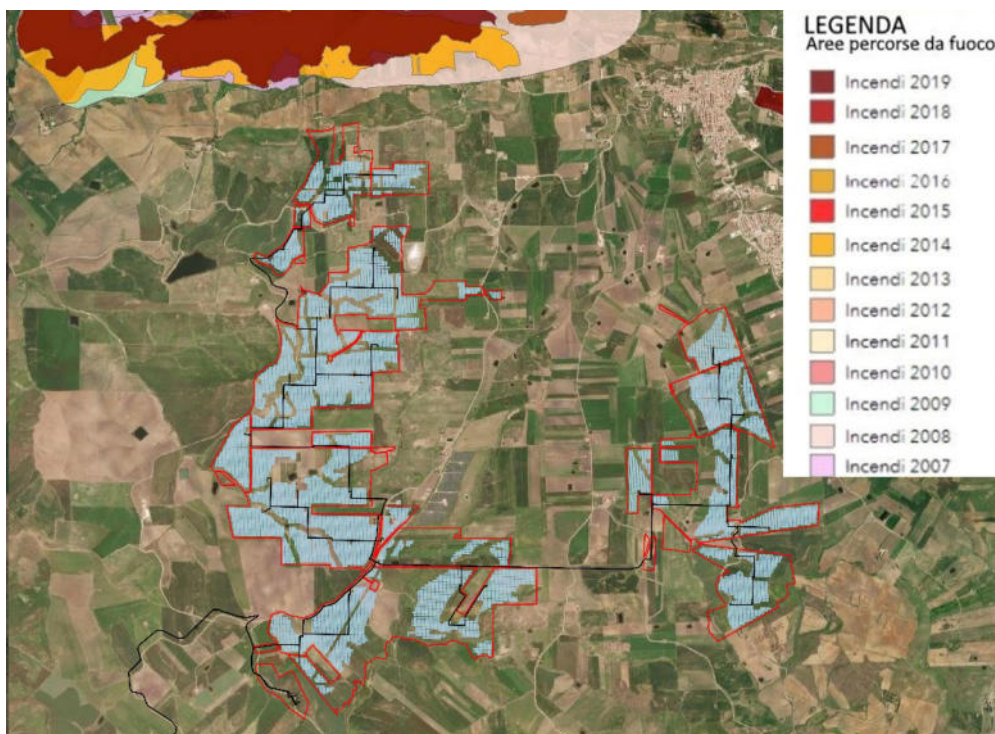 LEGENDA
Aree percorse da fuoco
Incendi 2019
Incendi 2018
Incendi 2017
Incendi 2016
Incendi 2015
Incendi 2014
Incendi 2013
Incendi 2012
Incendi 2011
Incendi 2010
Incendi 2009
Incendi 2008
Incendi 2007